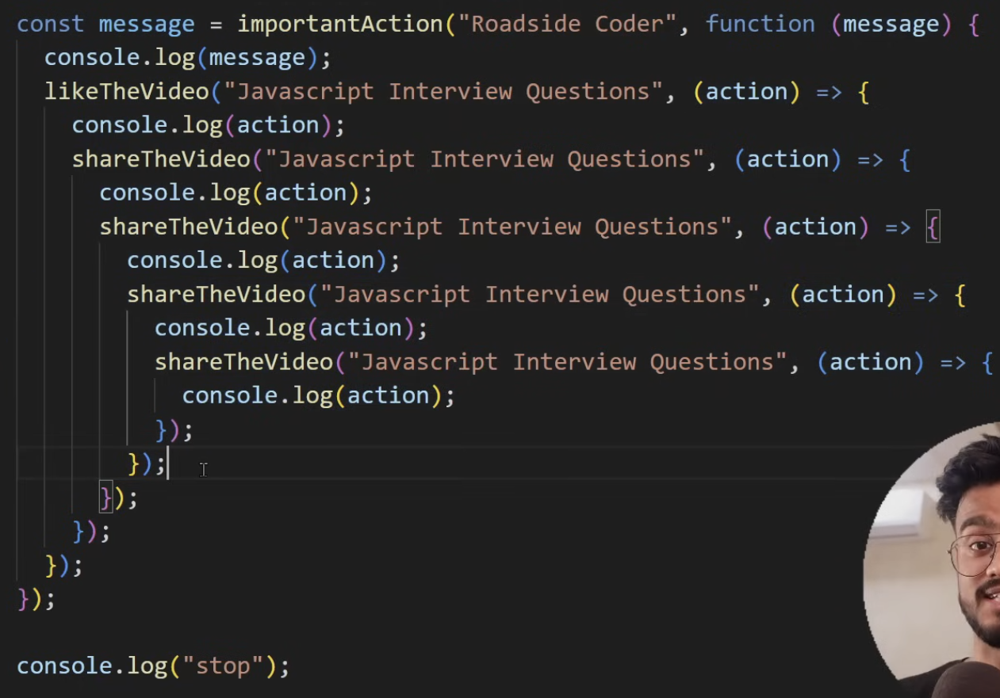 const message = importantAction("Roadside Coder", function (message) {
  console.log(message);
  likeTheVideo("Javascript Interview Questions", (action) => {
    console.log(action);
    shareTheVideo("Javascript Interview Questions", (action) => {
      console.log(action);
      shareTheVideo("Javascript Interview Questions", (action) => {
        console.log(action);
        shareTheVideo("Javascript Interview Questions", (action) => {
          console.log(action);
          shareTheVideo("Javascript Interview Questions", (action) => {
            console.log(action);
          });
        });
      });
    });
  });
});
console.log("stop");